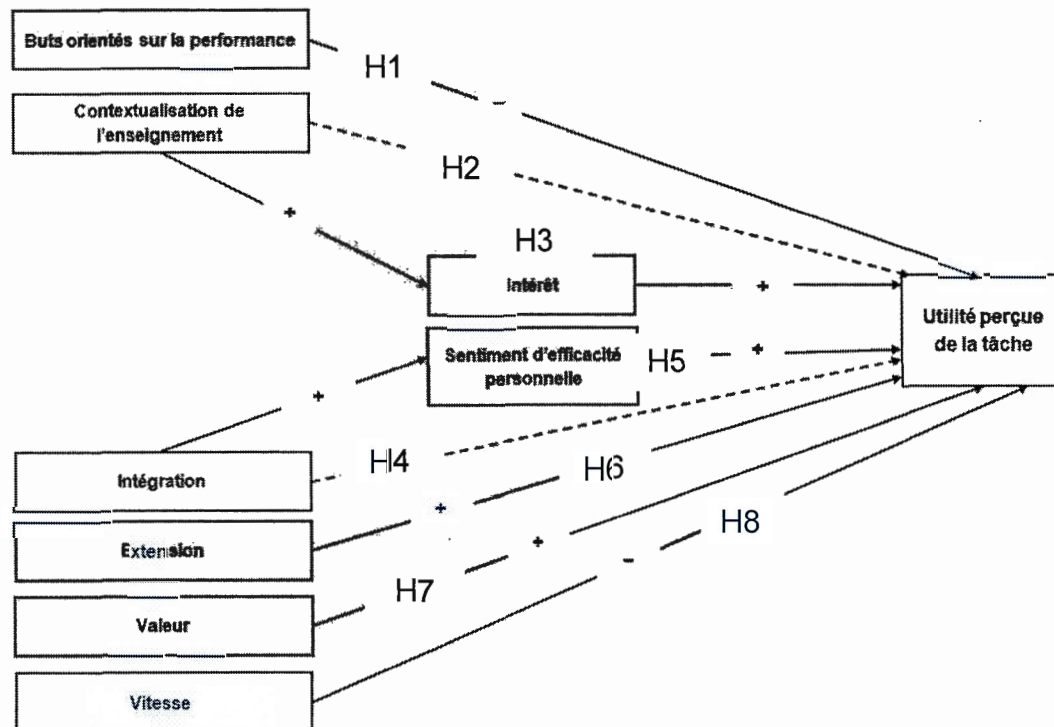 Buts orientés sur la performance
H1
−
Contextualisation de
l'enseignement
H2
+
H3
Intérêt
+
Utilité perçue
de la tâche
Sentiment d'efficacité
personnelle
H5
+
+
Intégration
H4
H6
Extension
+
H8
Valeur
H7
+
−
Vitesse